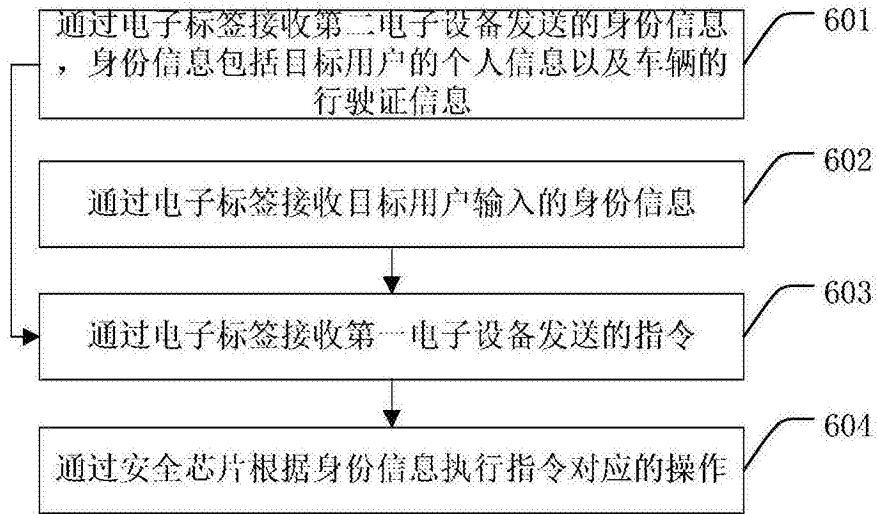 通过电子标签接收第二电子设备发送的身份信息
，身份信息包括目标用户的个人信息以及车辆的
行驶证信息
601
通过电子标签接收目标用户输入的身份信息
602
通过电子标签接收第一电子设备发送的指令
603
通过安全芯片根据身份信息执行指令对应的操作
604